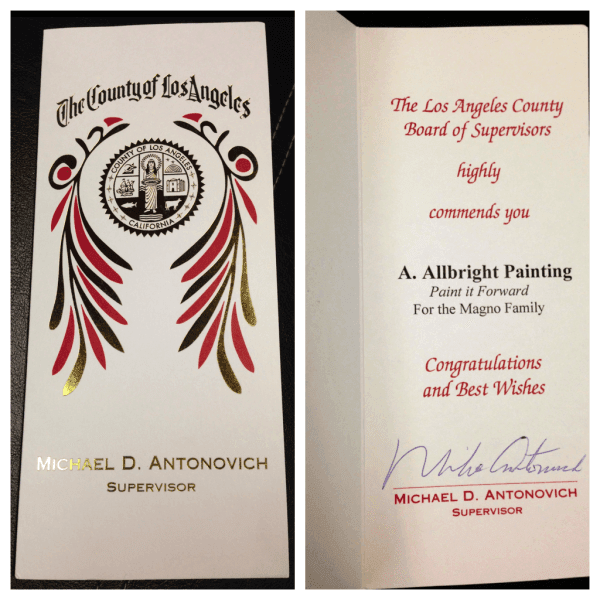 The County of Los Angeles
COUNTY OF LOS ANGELES
CALIFORNIA
MICHAEL D. ANTONOVICH
SUPERVISOR
The Los Angeles County
Board of Supervisors
highly
commends you
A. Allbright Painting
Paint it Forward
For the Magno Family
Congratulations
and Best Wishes
Mike Antonovich
MICHAEL D. ANTONOVICH
SUPERVISOR